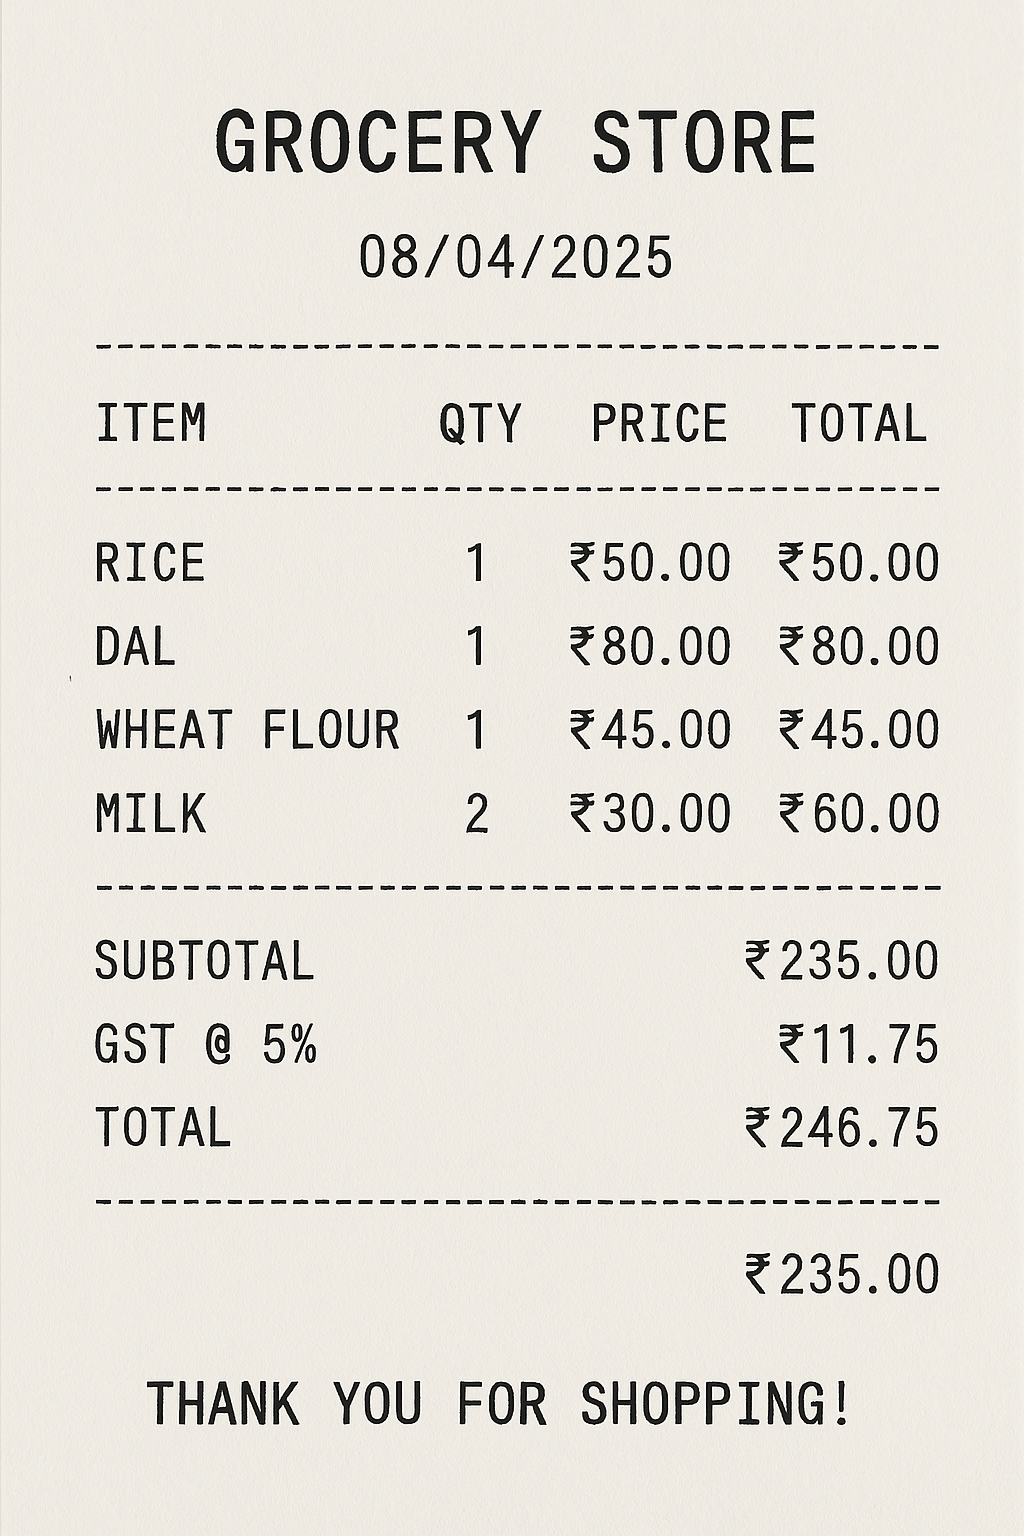 GROCERY STORE
08/04/2025
---------------------------------------
ITEM QTY PRICE TOTAL
---------------------------------------
RICE 1 ₹50.00 ₹50.00
DAL 1 ₹80.00 ₹80.00
WHEAT FLOUR 1 ₹45.00 ₹45.00
MILK 2 ₹30.00 ₹60.00
---------------------------------------
SUBTOTAL ₹235.00
GST @ 5% ₹11.75
TOTAL ₹246.75
---------------------------------------
₹235.00
THANK YOU FOR SHOPPING!